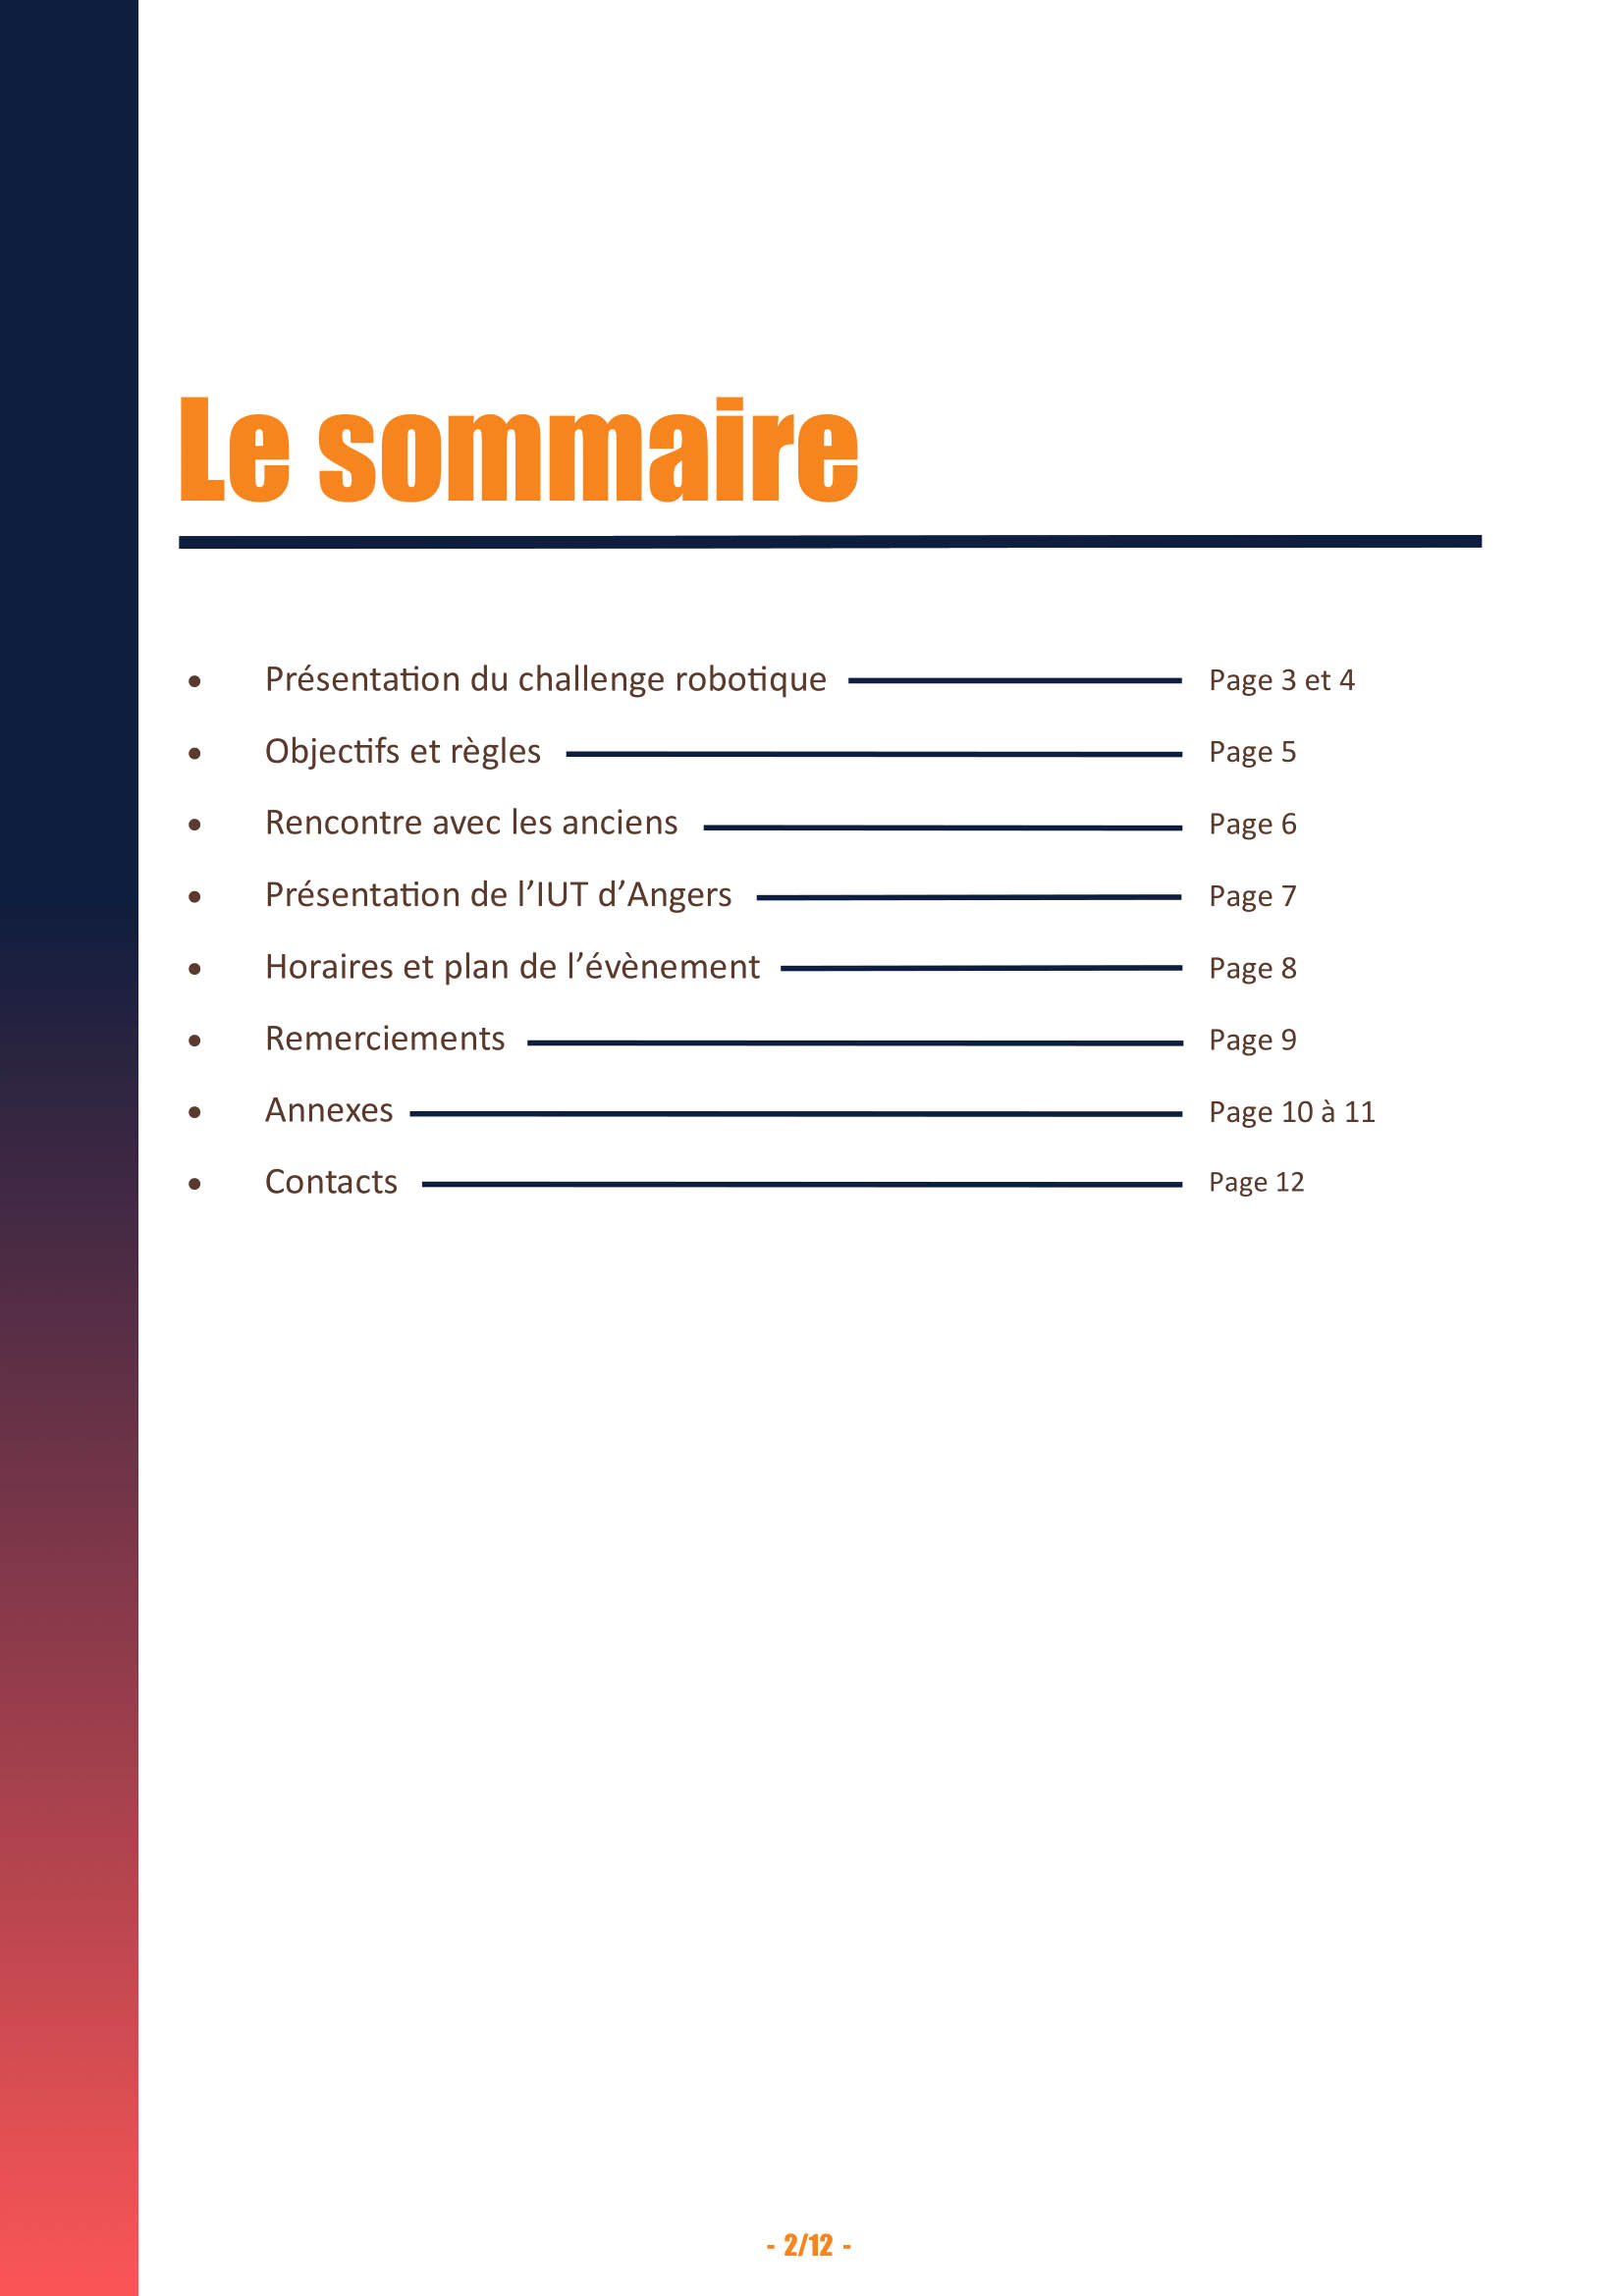 Le sommaire
• Présentation du challenge robotique Page 3 et 4
• Objectifs et règles Page 5
• Rencontre avec les anciens Page 6
• Présentation de l’IUT d’Angers Page 7
• Horaires et plan de l’évènement Page 8
• Remerciements Page 9
• Annexes Page 10 à 11
• Contacts Page 12
- 2/12 -